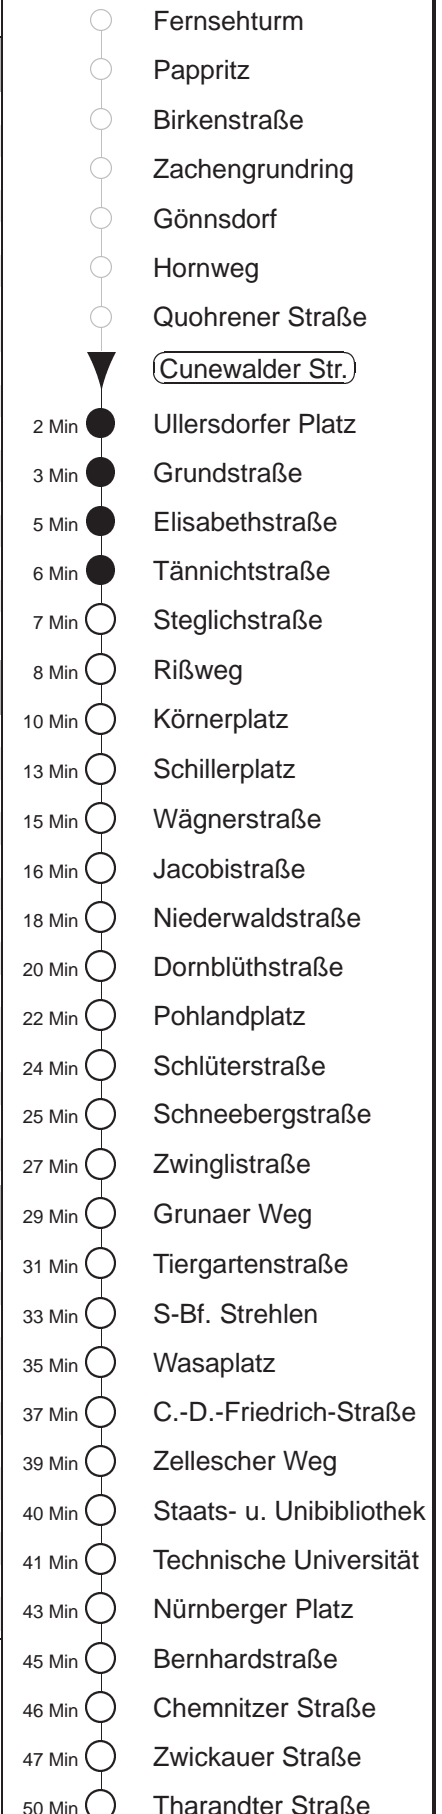 Fernsehturm
Pappritz
Birkenstraße
Zachengrundring
Gönnsdorf
Hornweg
Quohrener Straße
Cunewalder Str.
2 Min Ullersdorfer Platz
3 Min Grundstraße
5 Min Elisabethstraße
6 Min Tännichtstraße
7 Min Steglichstraße
8 Min Rißweg
10 Min Körnerplatz
13 Min Schillerplatz
15 Min Wägnerstraße
16 Min Jacobistraße
18 Min Niederwaldstraße
20 Min Dornblüthstraße
22 Min Pohlandplatz
24 Min Schlüterstraße
25 Min Schneebergstraße
27 Min Zwinglistraße
29 Min Grunaer Weg
31 Min Tiergartenstraße
33 Min S-Bf. Strehlen
35 Min Wasaplatz
37 Min C.-D.-Friedrich-Straße
39 Min Zellescher Weg
40 Min Staats- u. Unibibliothek
41 Min Technische Universität
43 Min Nürnberger Platz
45 Min Bernhardstraße
46 Min Chemnitzer Straße
47 Min Zwickauer Straße
50 Min Tharandter Straße